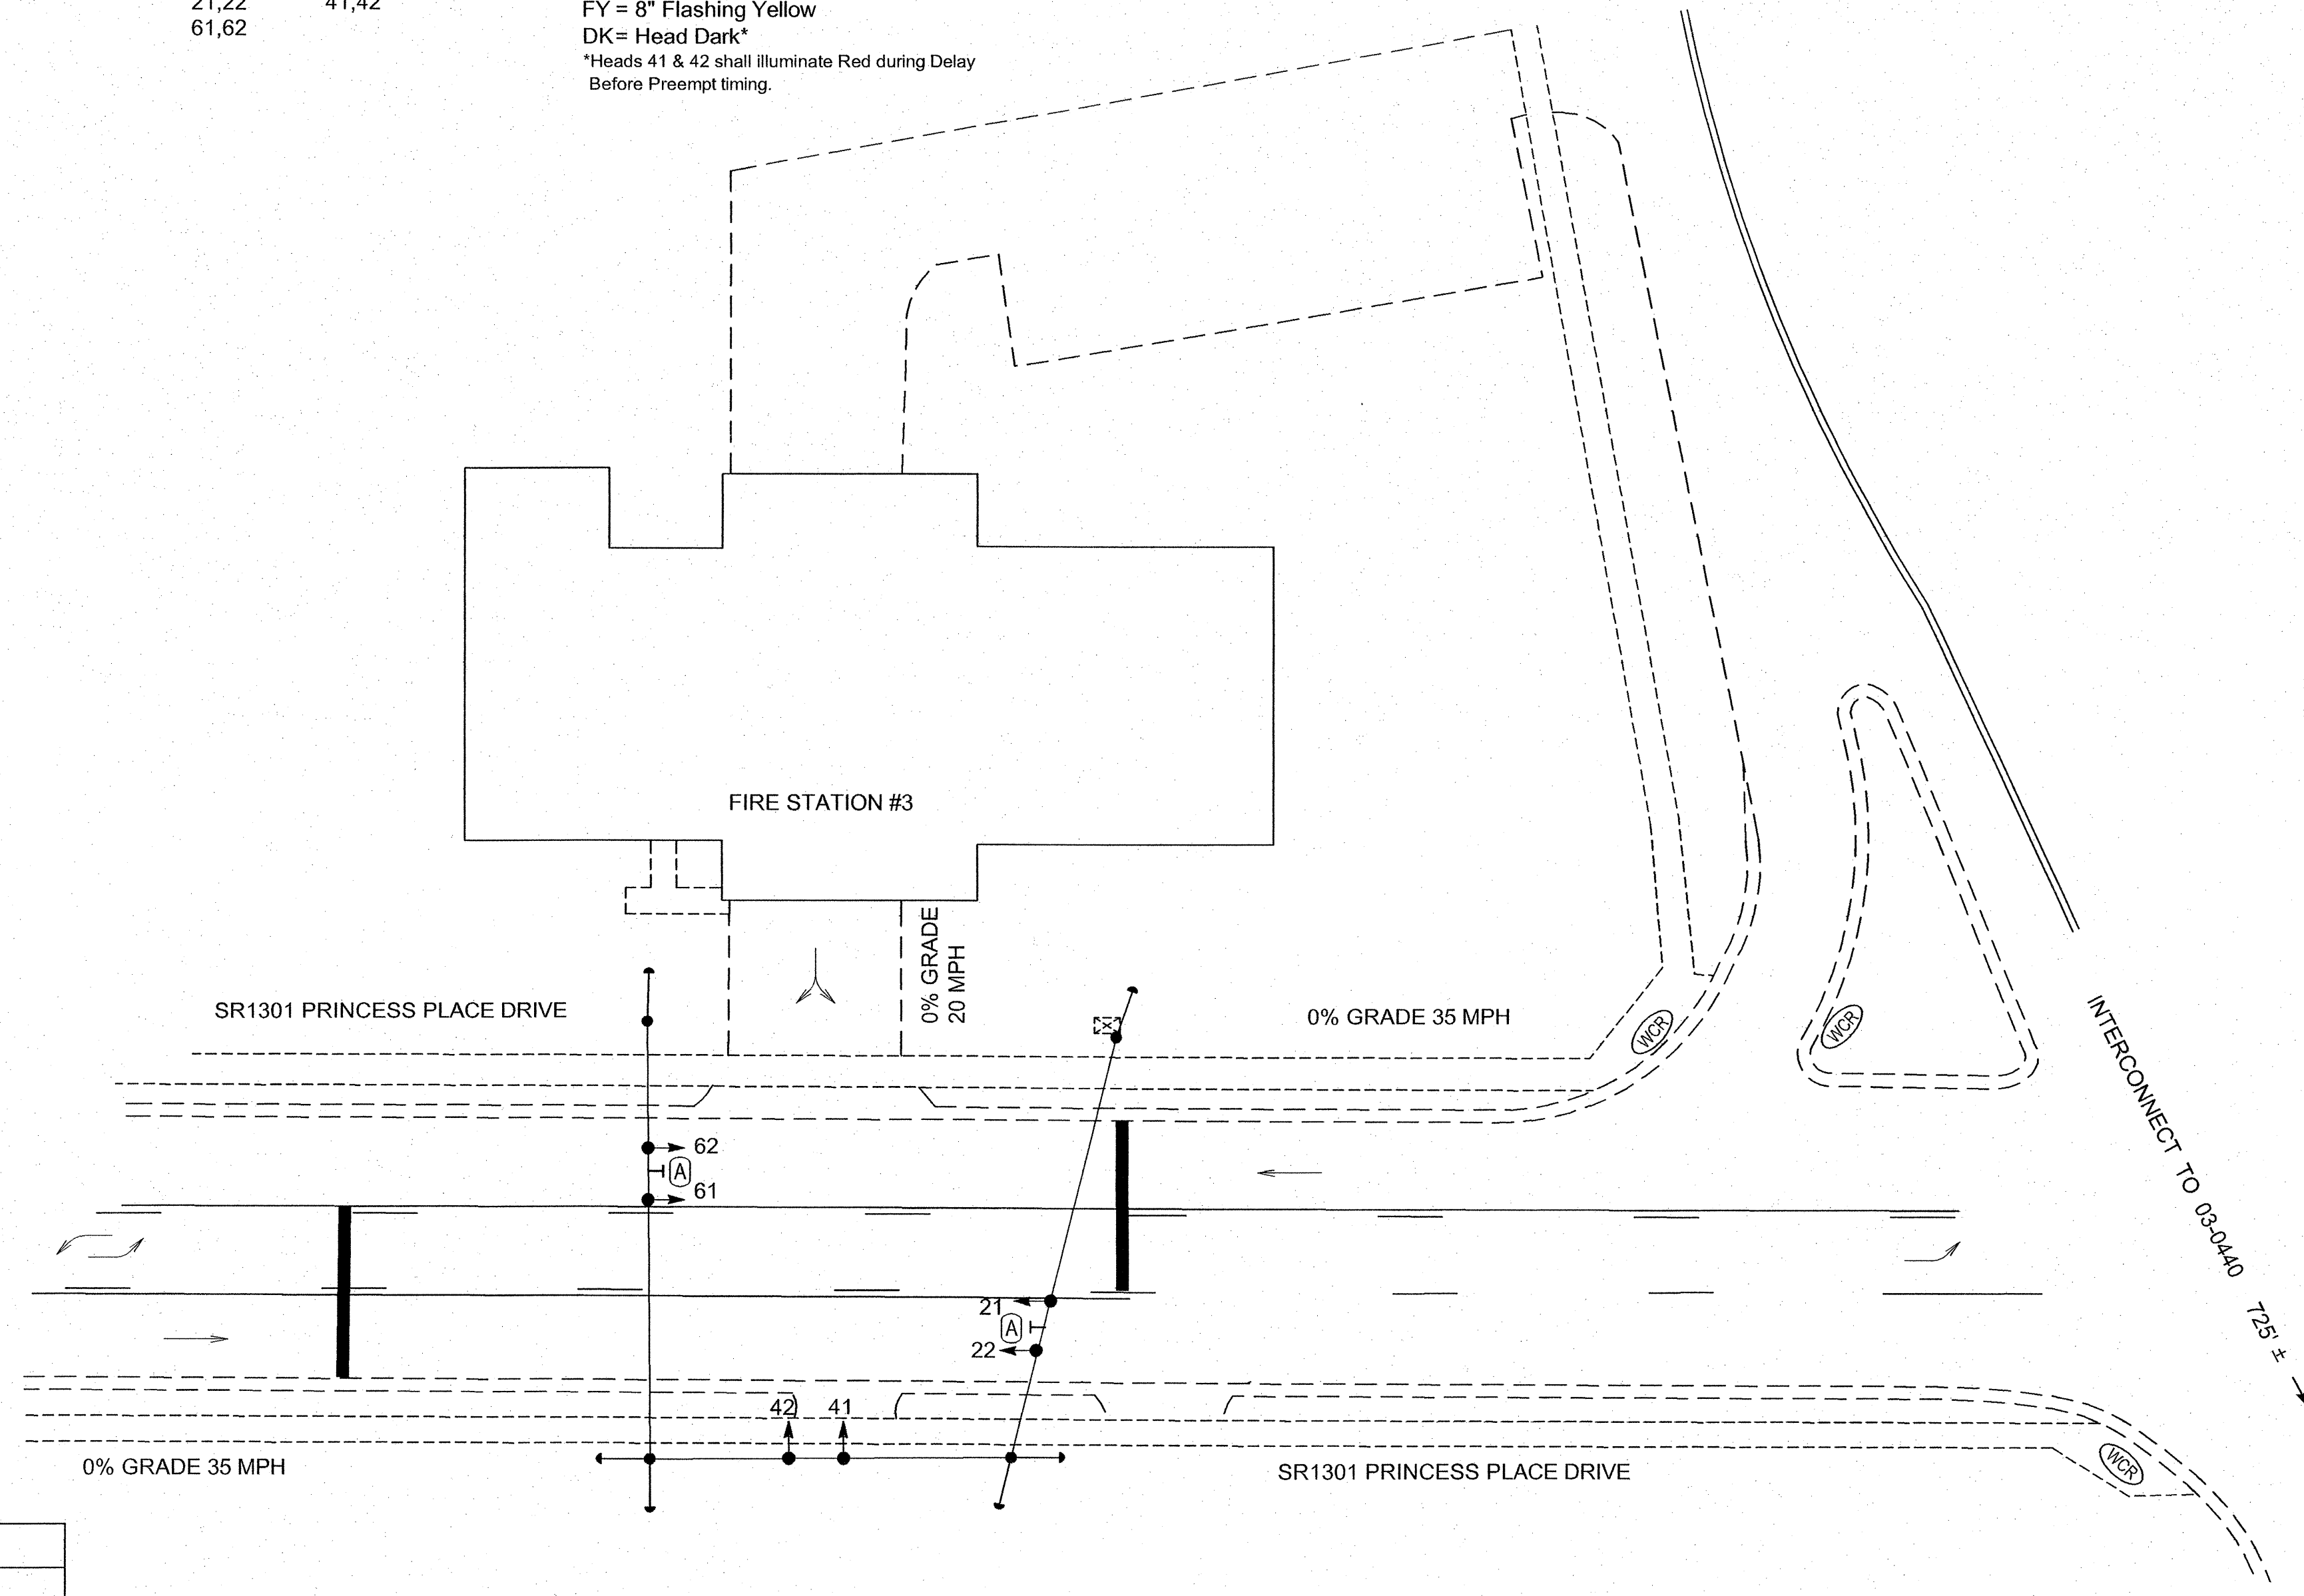 21,22 41,42
61,62
FY = 8" Flashing Yellow
DK= Head Dark*
*Heads 41 & 42 shall illuminate Red during Delay
Before Preempt timing.
FIRE STATION #3
0% GRADE
20 MPH
SR1301 PRINCESS PLACE DRIVE
X
0% GRADE 35 MPH
WCR
WCR
INTERCONNECT TO 03-0440 725' ±
62
A
61
21
A
22
42 41
0% GRADE 35 MPH
SR1301 PRINCESS PLACE DRIVE
WCR